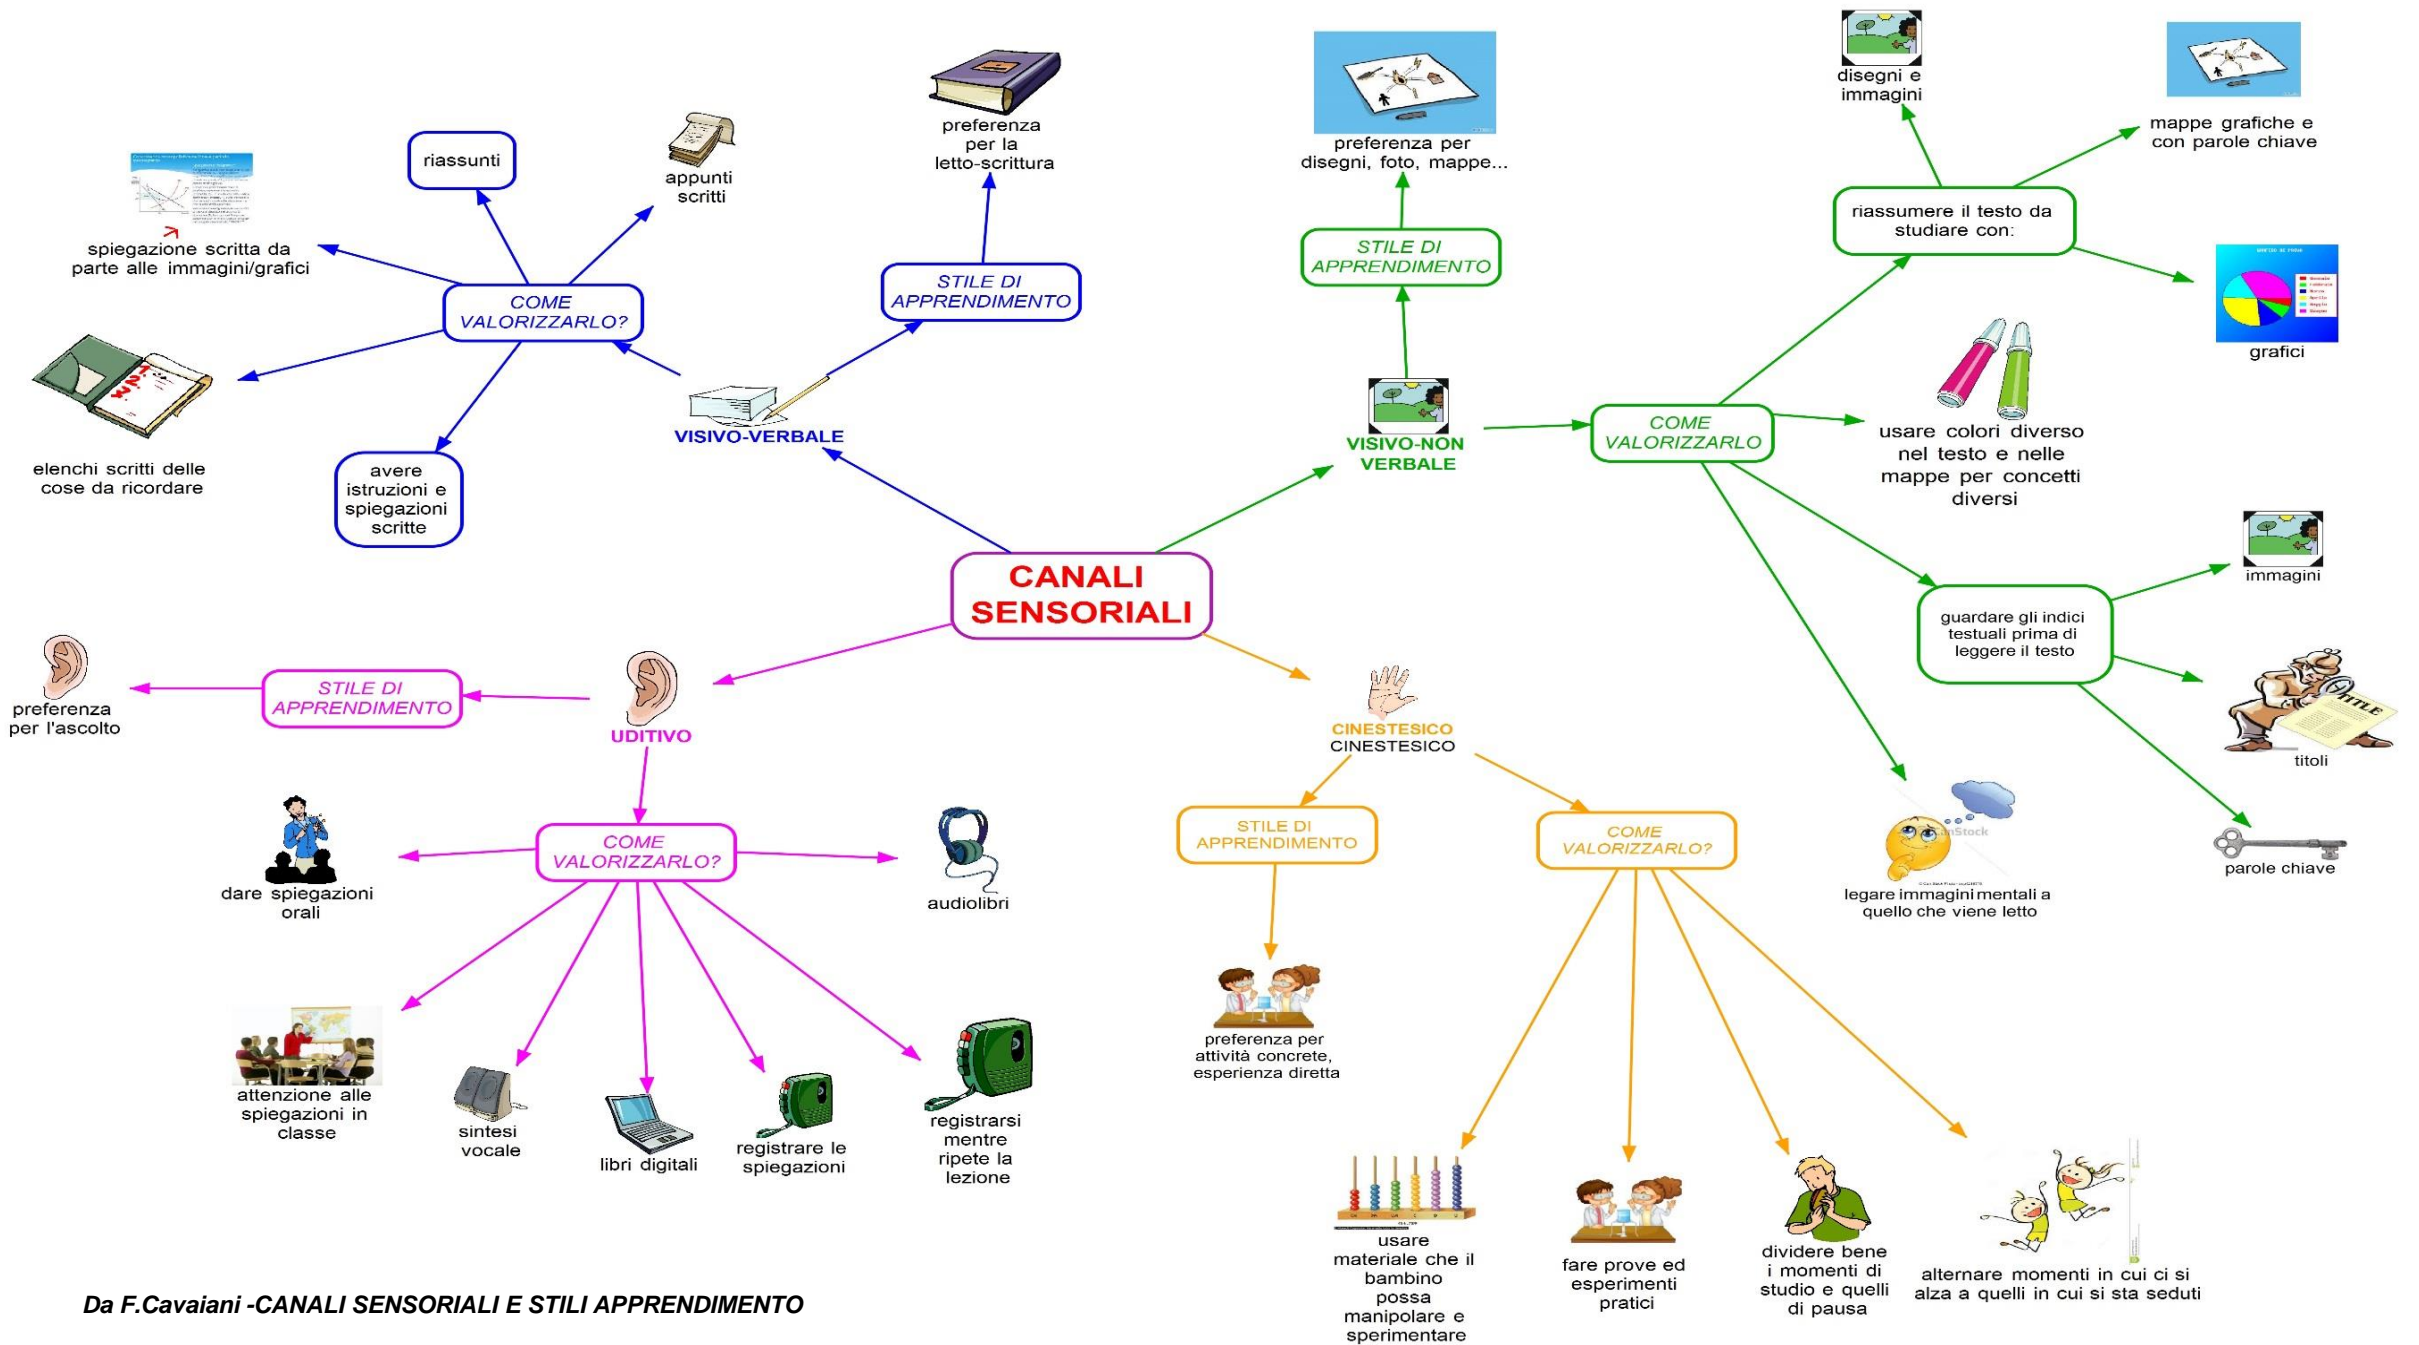 CANALI
SENSORIALI
VISIVO-VERBALE
STILE DI
APPRENDIMENTO
preferenza
per la
letto-scrittura
COME
VALORIZZARLO?
appunti
scritti
riassunti
spiegazione scritta da
parte alle immagini/grafici
elenchi scritti delle
cose da ricordare
avere
istruzioni e
spiegazioni
scritte
VISIVO-NON
VERBALE
STILE DI
APPRENDIMENTO
preferenza per
disegni, foto, mappe...
COME
VALORIZZARLO
riassumere il testo da
studiare con:
disegni e
immagini
mappe grafiche e
con parole chiave
grafici
usare colori diverso
nel testo e nelle
mappe per concetti
diversi
guardare gli indici
testuali prima di
leggere il testo
immagini
TITLE
titoli
parole chiave
legare immagini mentali a
quello che viene letto
UDITIVO
STILE DI
APPRENDIMENTO
preferenza
per l'ascolto
COME
VALORIZZARLO?
dare spiegazioni
orali
attenzione alle
spiegazioni in
classe
sintesi
vocale
libri digitali
registrare le
spiegazioni
registrarsi
mentre
ripete la
lezione
audiolibri
CINESTESICO
CINESTESICO
STILE DI
APPRENDIMENTO
preferenza per
attività concrete,
esperienza diretta
COME
VALORIZZARLO?
usare
materiale che il
bambino
possa
manipolare e
sperimentare
fare prove ed
esperimenti
pratici
dividere bene
i momenti di
studio e quelli
di pausa
alternare momenti in cui ci si
alza a quelli in cui si sta seduti
Da F.Cavaiani -CANALI SENSORIALI E STILI APPRENDIMENTO